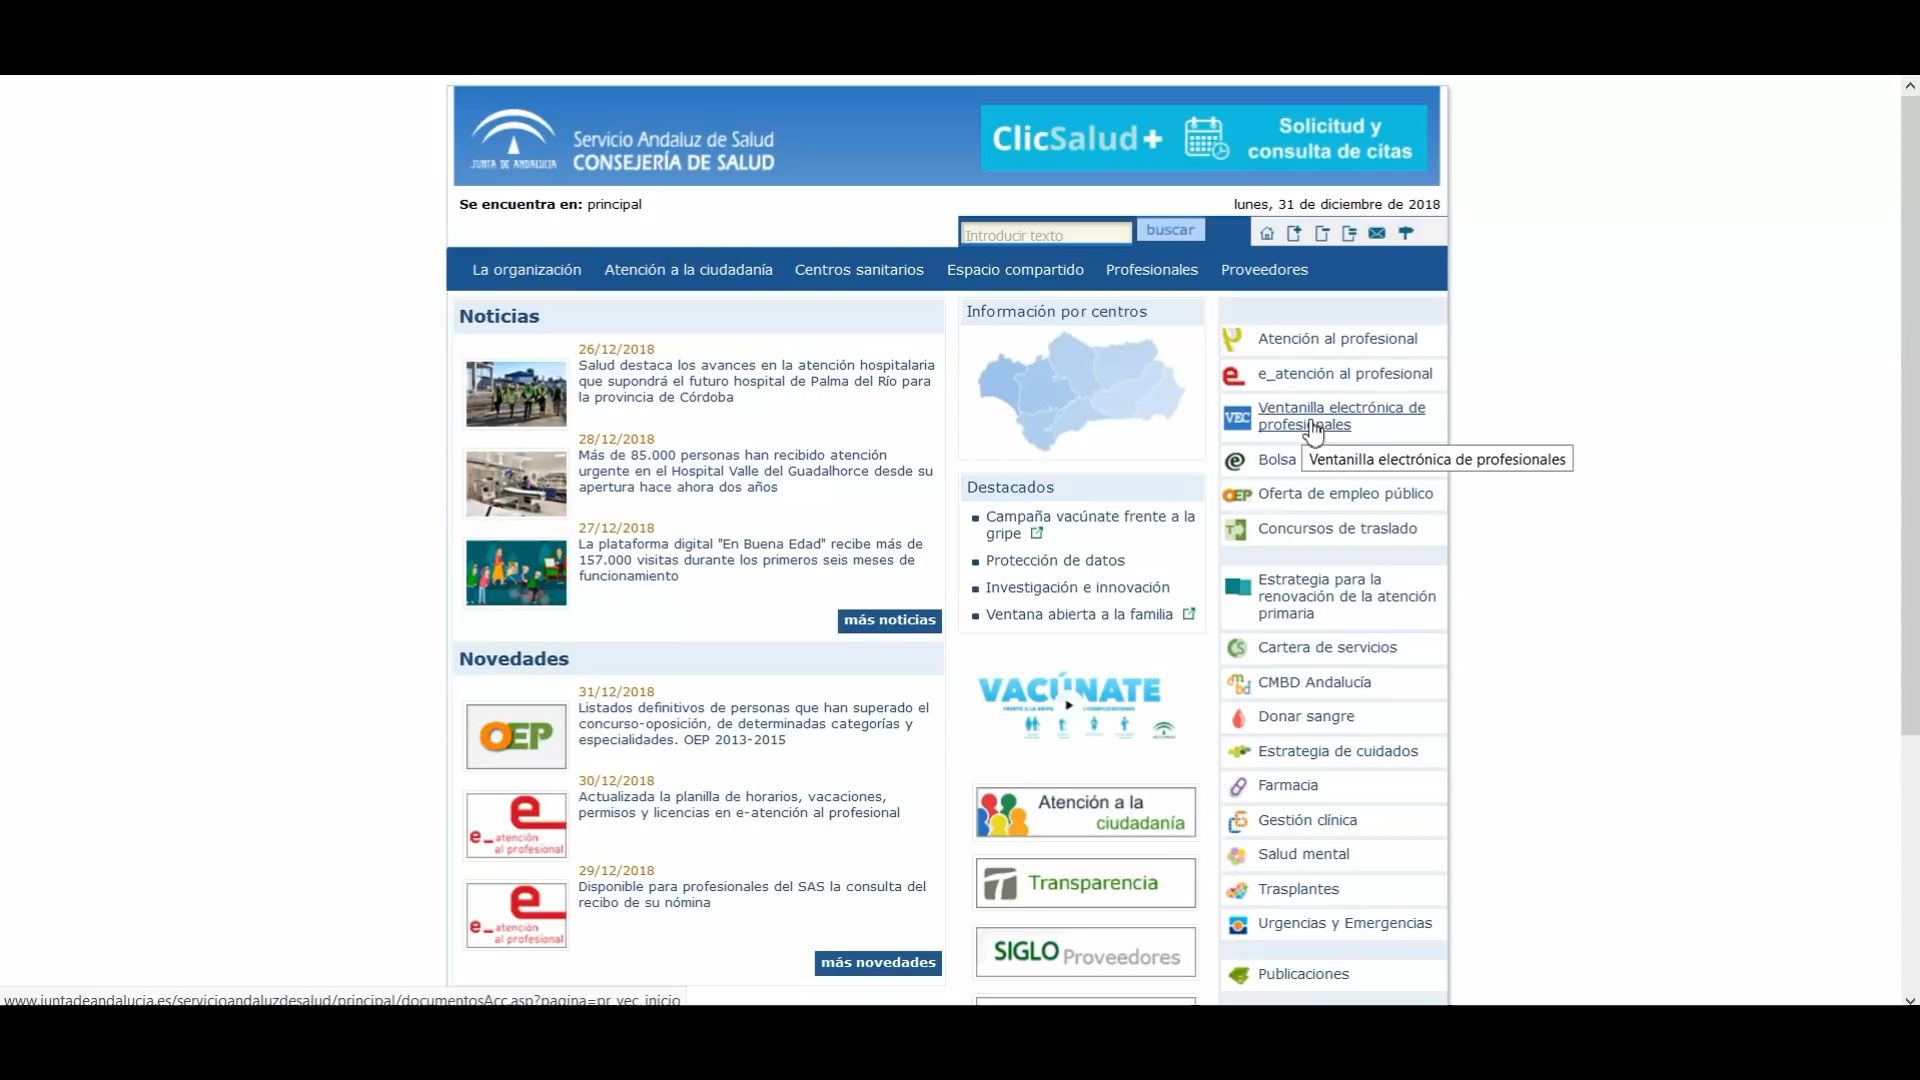 JUNTA DE ANDALUCIA
Servicio Andaluz de Salud
CONSEJERÍA DE SALUD
ClicSalud+
Solicitud y
consulta de citas
Se encuentra en: principal
lunes, 31 de diciembre de 2018
Introducir texto
buscar
La organización
Atención a la ciudadanía
Centros sanitarios
Espacio compartido
Profesionales
Proveedores
Noticias
26/12/2018
Salud destaca los avances en la atención hospitalaria
que supondrá el futuro hospital de Palma del Río para
la provincia de Córdoba
28/12/2018
Más de 85.000 personas han recibido atención
urgente en el Hospital Valle del Guadalhorce desde su
apertura hace ahora dos años
27/12/2018
La plataforma digital "En Buena Edad" recibe más de
157.000 visitas durante los primeros seis meses de
funcionamiento
más noticias
Novedades
31/12/2018
OEP
Listados definitivos de personas que han superado el
concurso-oposición, de determinadas categorías y
especialidades. OEP 2013-2015
30/12/2018
e
e_atención
al profesional
Actualizada la planilla de horarios, vacaciones,
permisos y licencias en e-atención al profesional
29/12/2018
e
e_atención
al profesional
Disponible para profesionales del SAS la consulta del
recibo de su nómina
más novedades
Información por centros
Destacados
Campaña vacúnate frente a la
gripe
Protección de datos
Investigación e innovación
Ventana abierta a la familia
VACÚNATE
FRENTE A LA GRIPE
Atención a la
ciudadanía
Transparencia
SIGLO Proveedores
Atención al profesional
e_atención al profesional
VEC
Ventanilla electrónica de
profesionales
Bolsa
Ventanilla electrónica de profesionales
OEP
Oferta de empleo público
Concursos de traslado
Estrategia para la
renovación de la atención
primaria
CS
Cartera de servicios
CMBD Andalucía
Donar sangre
Estrategia de cuidados
Farmacia
Gestión clínica
Salud mental
Trasplantes
Urgencias y Emergencias
Publicaciones
www.juntadeandalucia.es/servicioandaluzdesalud/principal/documentosAcc.asp?pagina=pr_vec_inicio